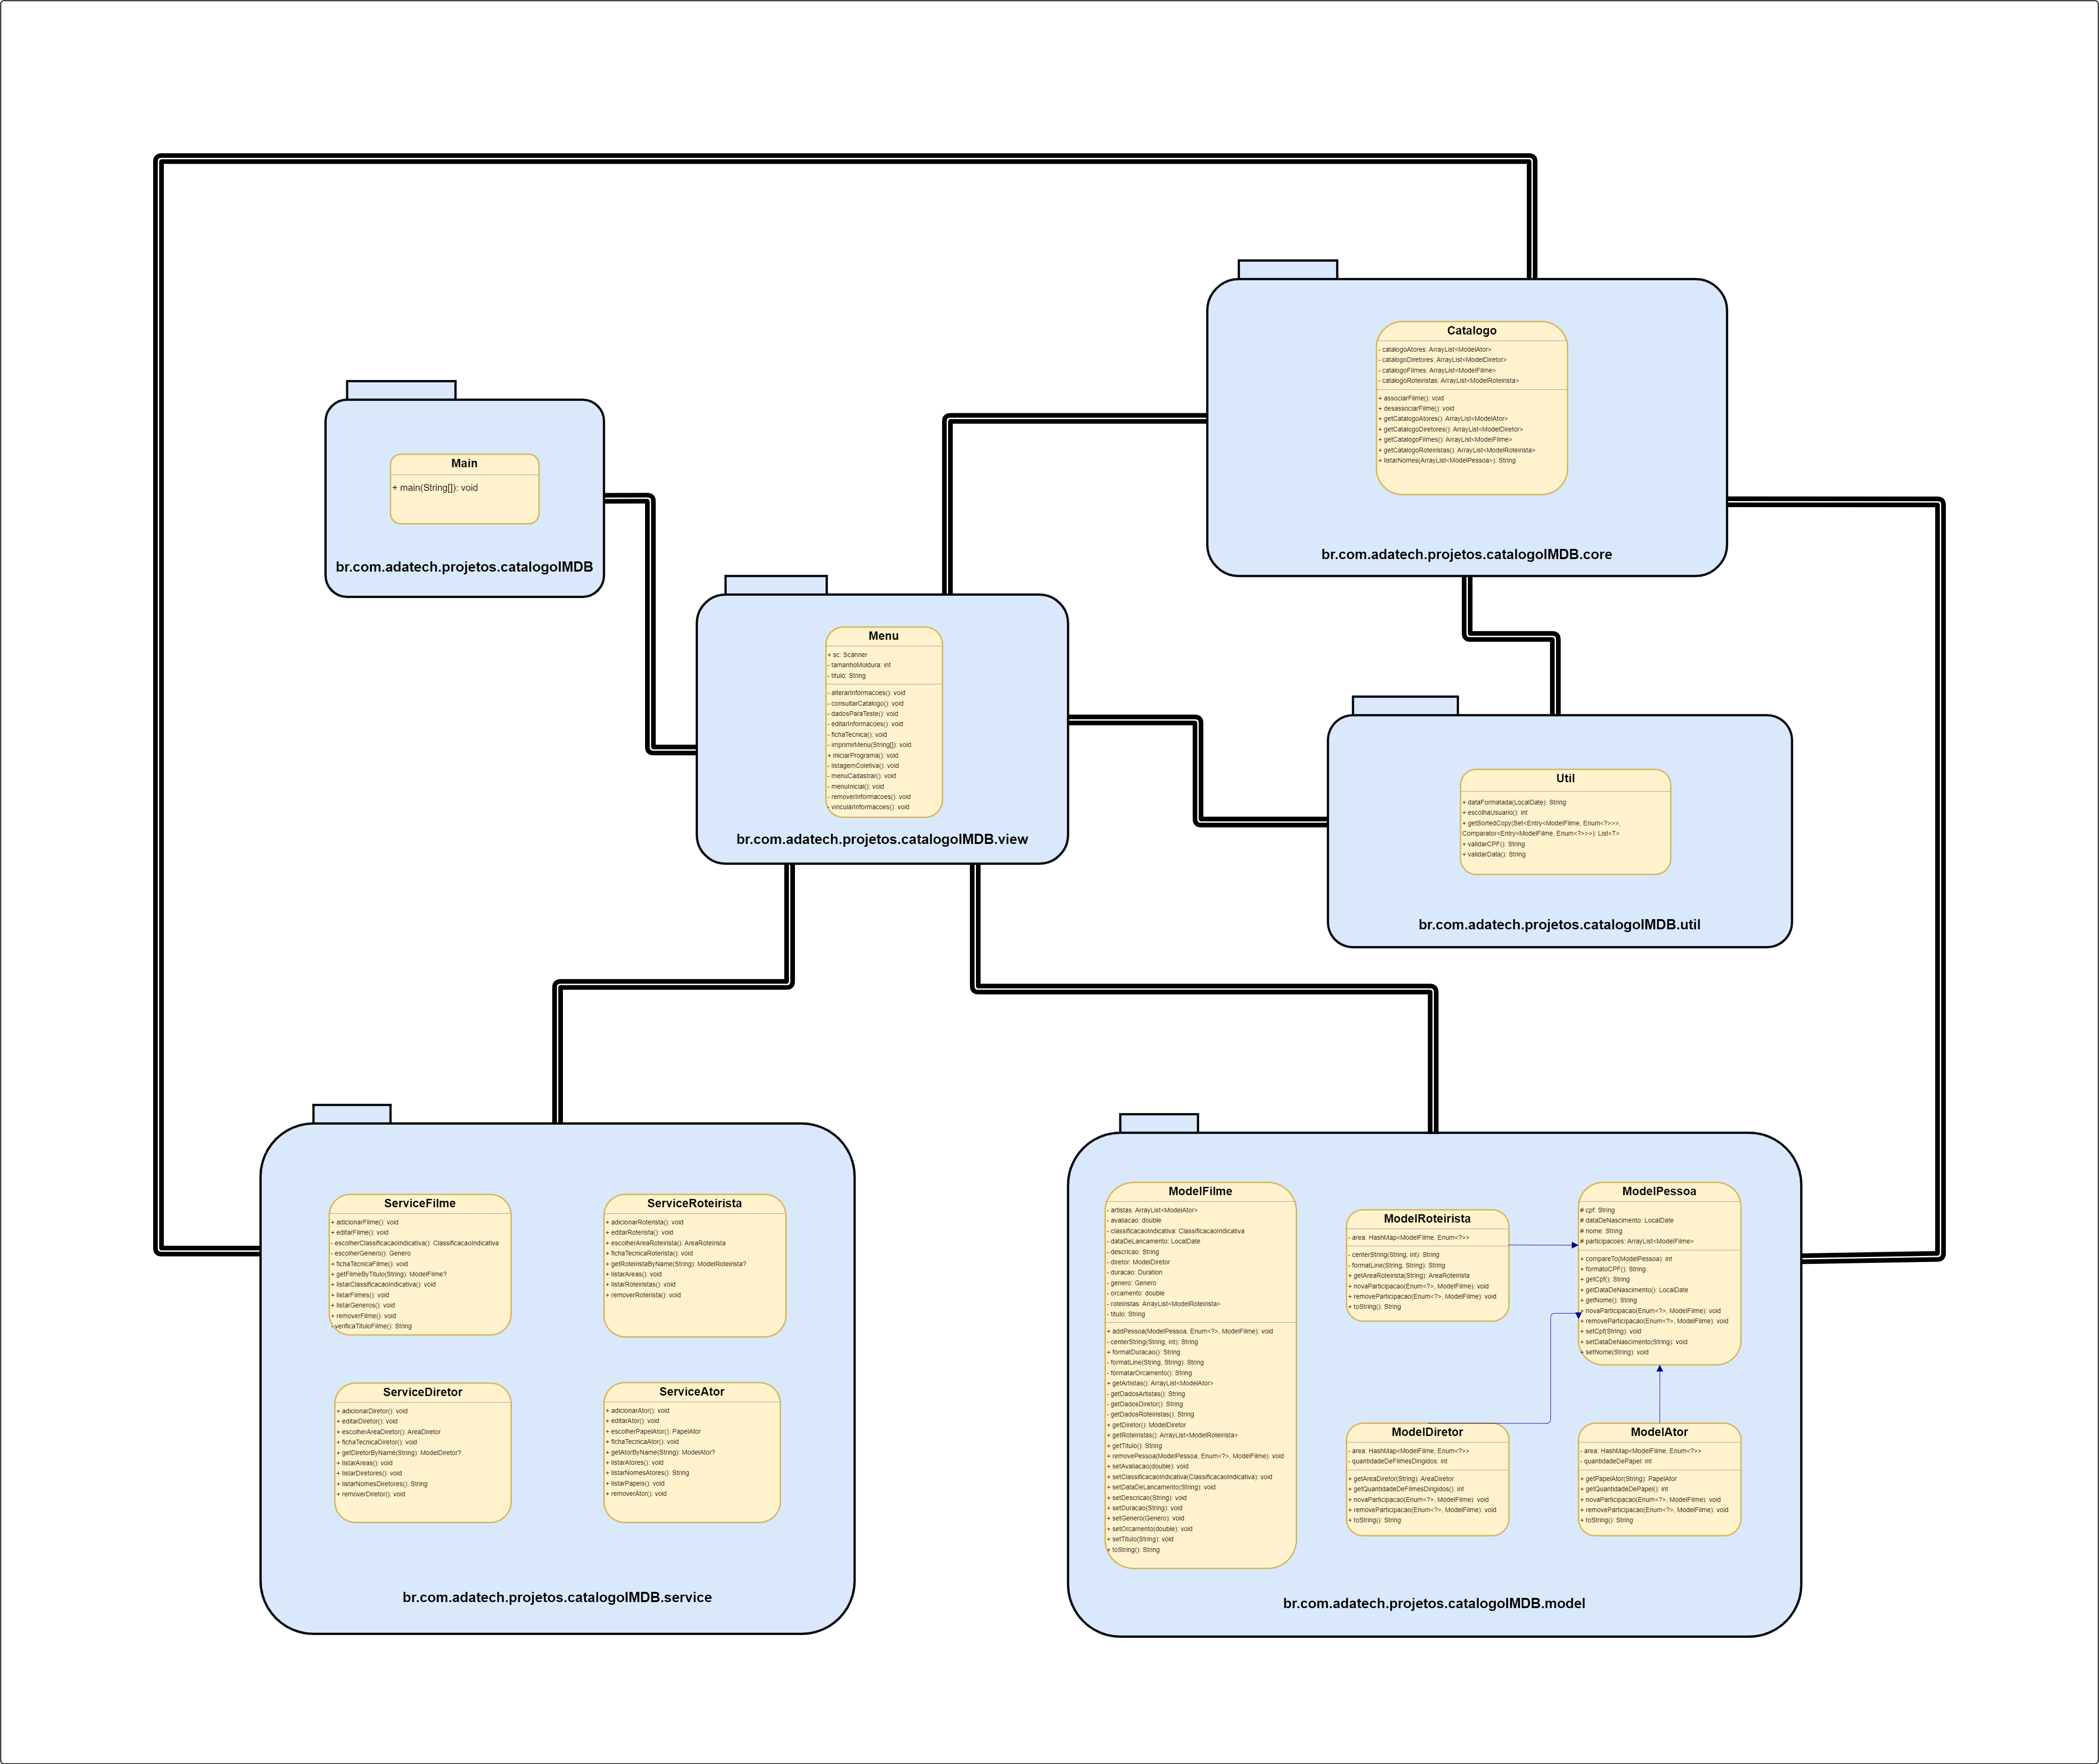 Catalogo
- catalogoAtores: ArrayList<ModelAtor>
- catalogoDiretores: ArrayList<ModelDiretor>
- catalogoFilmes: ArrayList<ModelFilme>
- catalogoRoteiristas: ArrayList<ModelRoteirista>
+ associarFilme(): void
+ desassociarFilme(): void
+ getCatalogoAtores(): ArrayList<ModelAtor>
+ getCatalogoDiretores(): ArrayList<ModelDiretor>
+ getCatalogoFilmes(): ArrayList<ModelFilme>
+ getCatalogoRoteiristas(): ArrayList<ModelRoteirista>
+ listarNomes(ArrayList<ModelPessoa>): String
br.com.adatech.projetos.catalogoIMDB.core
Main
+ main(String[]): void
br.com.adatech.projetos.catalogoIMDB
Menu
+ sc: Scanner
- tamanhoMoldura: int
- titulo: String
- alterarInformacoes(): void
- consultarCatalogo(): void
- dadosParaTeste(): void
- editarInformacoes(): void
- fichaTecnica(): void
- imprimirMenu(String[]): void
+ iniciarPrograma(): void
- listagemColetiva(): void
- menuCadastrar(): void
- menuInicial(): void
- removerInformacoes(): void
- vincularInformacoes(): void
br.com.adatech.projetos.catalogoIMDB.view
Util
+ dataFormatada(LocalDate): String
+ escolhaUsuario(): int
+ getSortedCopy(Set<Entry<ModelFilme, Enum<?>>>,
Comparator<Entry<ModelFilme, Enum<?>>>): List<T>
+ validarCPF(): String
+ validarData(): String
br.com.adatech.projetos.catalogoIMDB.util
ServiceFilme
+ adicionarFilme(): void
+ editarFilme(): void
- escolherClassificacaoIndicativa(): ClassificacaoIndicativa
- escolherGenero(): Genero
+ fichaTecnicaFilme(): void
+ getFilmeByTitulo(String): ModelFilme?
+ listarClassificacaoIndicativa(): void
+ listarFilmes(): void
+ listarGeneros(): void
+ removerFilme(): void
- verificaTituloFilme(): String
ServiceRoteirista
+ adicionarRoterista(): void
+ editarRoterista(): void
+ escolherAreaRoteirista(): AreaRoteirista
+ fichaTecnicaRoterista(): void
+ getRoteiristaByName(String): ModelRoteirista?
+ listarAreas(): void
+ listarRoteiristas(): void
+ removerRoterista(): void
ServiceDiretor
+ adicionarDiretor(): void
+ editarDiretor(): void
+ escolherAreaDiretor(): AreaDiretor
+ fichaTecnicaDiretor(): void
+ getDiretorByName(String): ModelDiretor?
+ listarAreas(): void
+ listarDiretores(): void
+ listarNomesDiretores(): String
+ removerDiretor(): void
ServiceAtor
+ adicionarAtor(): void
+ editarAtor(): void
+ escolherPapelAtor(): PapelAtor
+ fichaTecnicaAtor(): void
+ getAtorByName(String): ModelAtor?
+ listarAtores(): void
+ listarNomesAtores(): String
+ listarPapeis(): void
+ removerAtor(): void
br.com.adatech.projetos.catalogoIMDB.service
ModelFilme
- artistas: ArrayList<ModelAtor>
- avaliacao: double
- classificacaoIndicativa: ClassificacaoIndicativa
- dataDeLancamento: LocalDate
- descricao: String
- diretor: ModelDiretor
- duracao: Duration
- genero: Genero
- orcamento: double
- roteiristas: ArrayList<ModelRoteirista>
- titulo: String
+ addPessoa(ModelPessoa, Enum<?>, ModelFilme): void
- centerString(String, int): String
+ formatDuracao(): String
- formatLine(String, String): String
- formatarOrcamento(): String
+ getArtistas(): ArrayList<ModelAtor>
- getDadosArtistas(): String
- getDadosDiretor(): String
- getDadosRoteiristas(): String
+ getDiretor(): ModelDiretor
+ getRoteiristas(): ArrayList<ModelRoteirista>
+ getTitulo(): String
+ removePessoa(ModelPessoa, Enum<?>, ModelFilme): void
+ setAvaliacao(double): void
+ setClassificacaoIndicativa(ClassificacaoIndicativa): void
+ setDataDeLancamento(String): void
+ setDescricao(String): void
+ setDuracao(String): void
+ setGenero(Genero): void
+ setOrcamento(double): void
+ setTitulo(String): void
+ toString(): String
ModelRoteirista
- area: HashMap<ModelFilme, Enum<?>>
- centerString(String, int): String
- formatLine(String, String): String
+ getAreaRoteirista(String): AreaRoteirista
+ novaParticipacao(Enum<?>, ModelFilme): void
+ removeParticipacao(Enum<?>, ModelFilme): void
+ toString(): String
ModelPessoa
# cpf: String
# dataDeNascimento: LocalDate
# nome: String
# participacoes: ArrayList<ModelFilme>
+ compareTo(ModelPessoa): int
+ formatoCPF(): String
+ getCpf(): String
+ getDataDeNascimento(): LocalDate
+ getNome(): String
+ novaParticipacao(Enum<?>, ModelFilme): void
+ removeParticipacao(Enum<?>, ModelFilme): void
+ setCpf(String): void
+ setDataDeNascimento(String): void
+ setNome(String): void
ModelDiretor
- area: HashMap<ModelFilme, Enum<?>>
- quantidadeDeFilmesDirigidos: int
+ getAreaDiretor(String): AreaDiretor
+ getQuantidadeDeFilmesDirigidos(): int
+ novaParticipacao(Enum<?>, ModelFilme): void
+ removeParticipacao(Enum<?>, ModelFilme): void
+ toString(): String
ModelAtor
- area: HashMap<ModelFilme, Enum<?>>
- quantidadeDePapel: int
+ getPapelAtor(String): PapelAtor
+ getQuantidadeDePapel(): int
+ novaParticipacao(Enum<?>, ModelFilme): void
+ removeParticipacao(Enum<?>, ModelFilme): void
+ toString(): String
br.com.adatech.projetos.catalogoIMDB.model